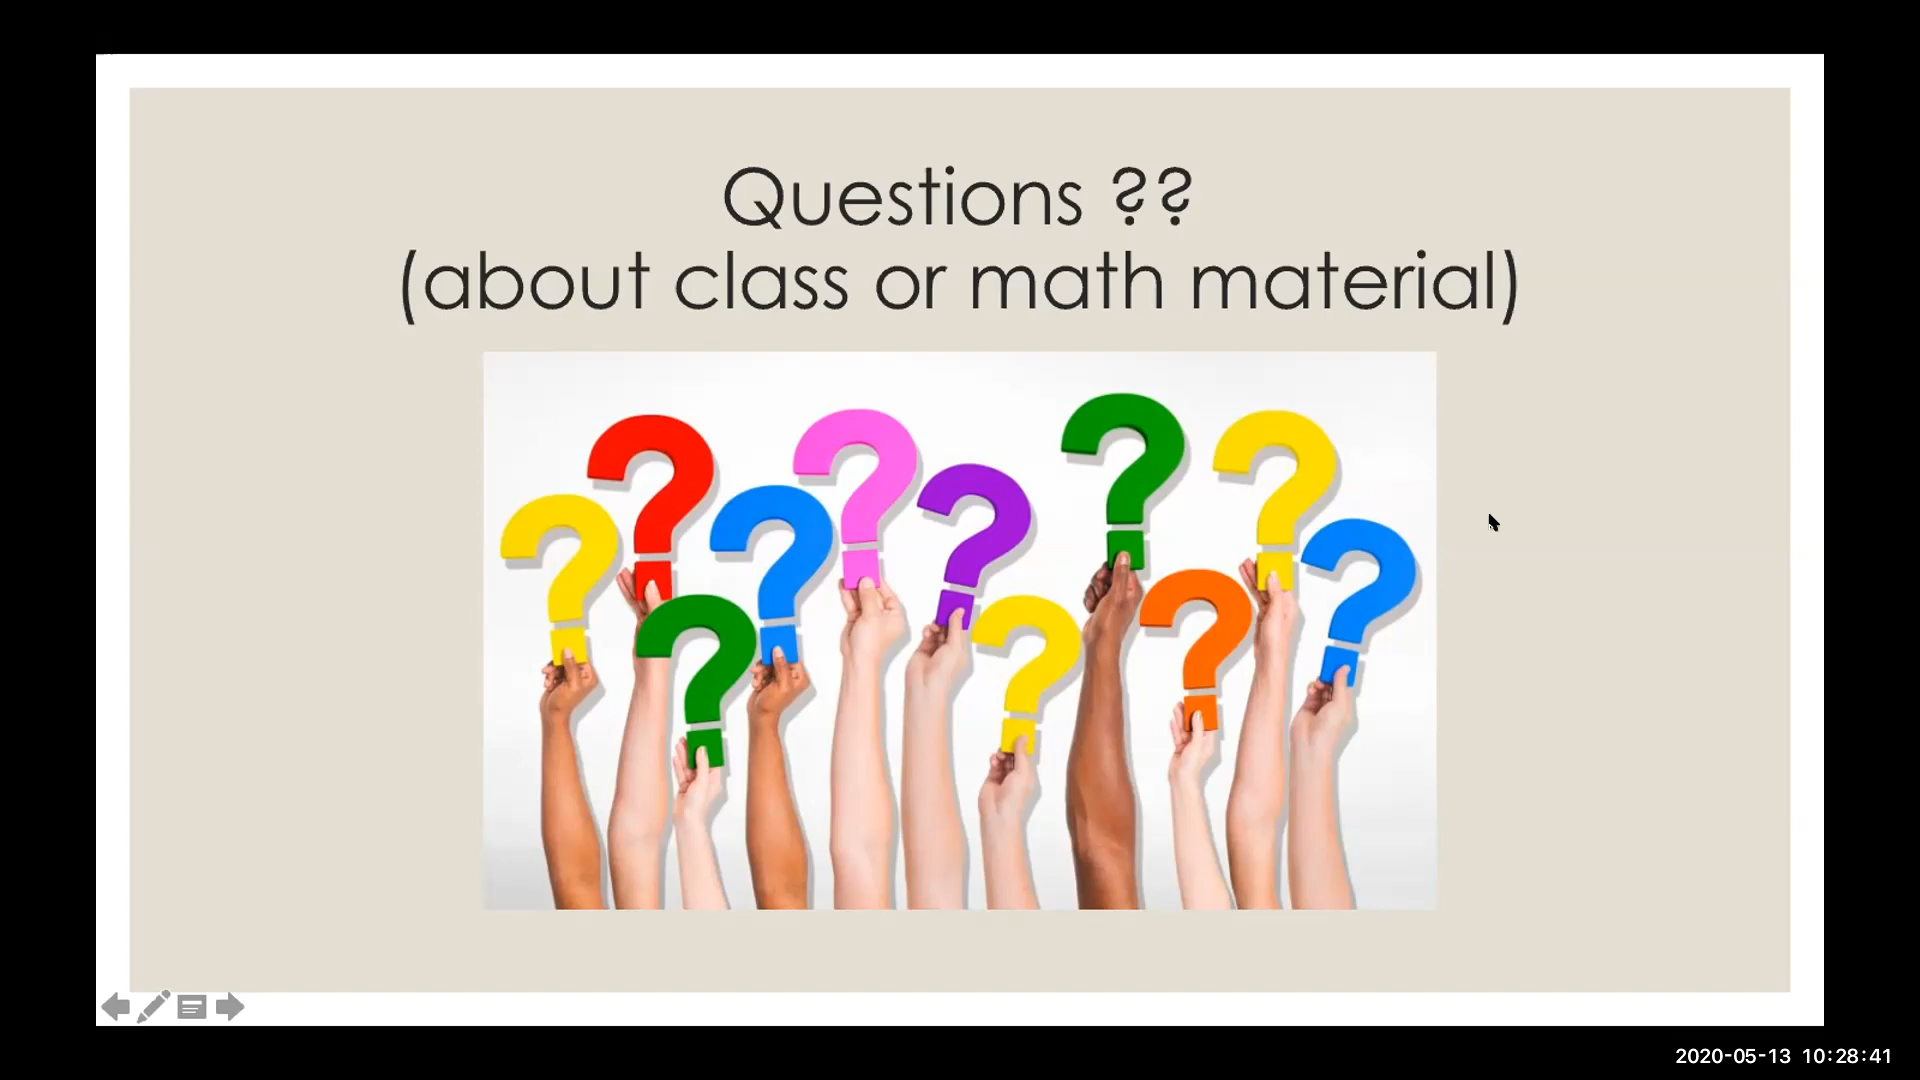 Questions ??
(about class or math material)
2020-05-13 10:28:41